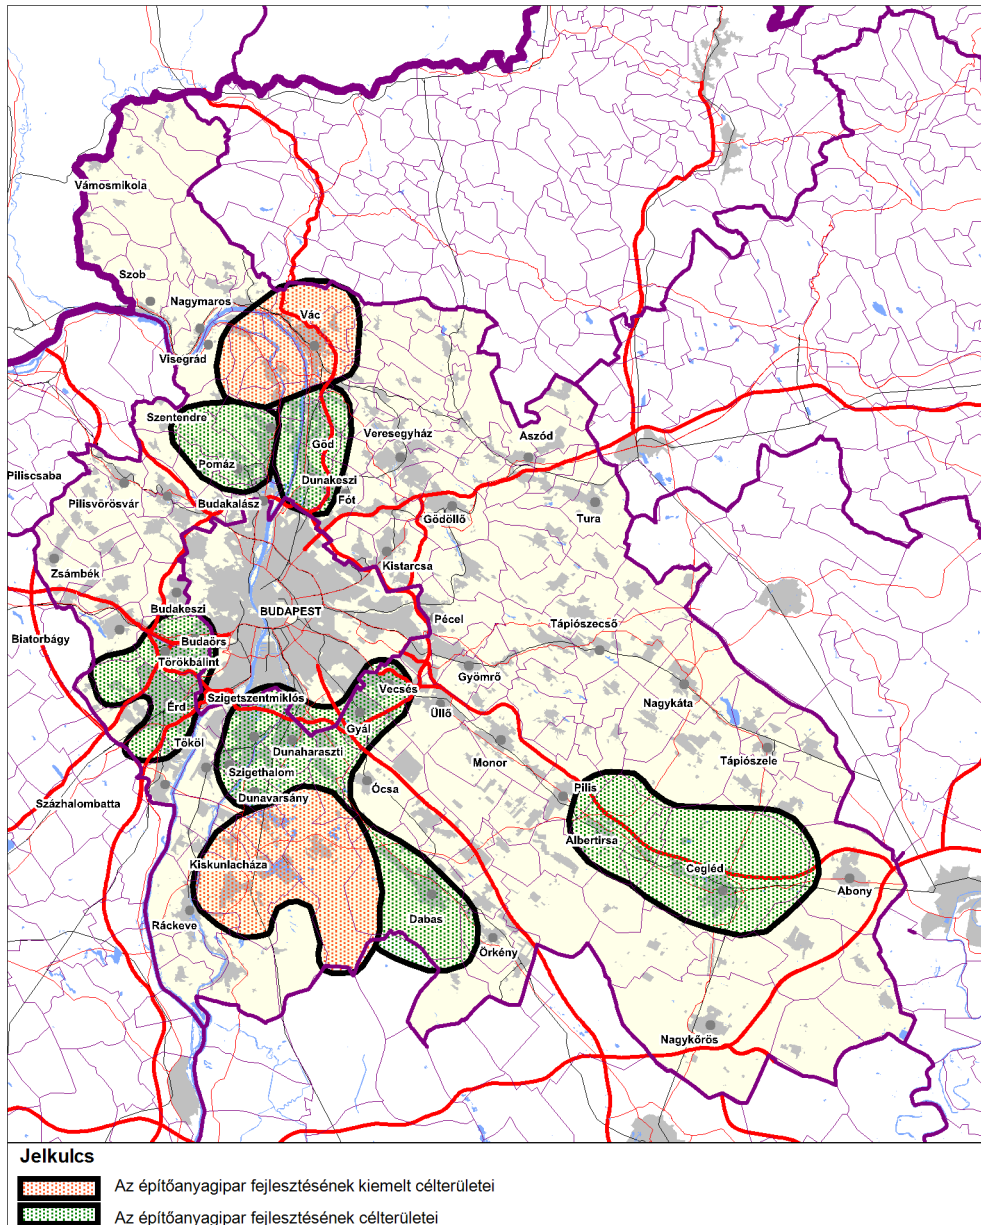 Vámosmikola
Szob
Nagymaros
Vác
Visegrád
Szentendre
Göd
Veresegyház
Aszód
Pomáz
Dunakeszi
Piliscsaba
Fót
Pilisvörösvár
Budakalász
Gödöllő
Tura
Kistarcsa
Zsámbék
Budakeszi
BUDAPEST
Pécel
Tápiószecső
Biatorbágy
Budaörs
Törökbálint
Gyömrő
Vecsés
Szigetszentmiklós
Nagykáta
Érd
Üllő
Gyál
Tököl
Dunaharaszti
Monor
Tápiószele
Szigethalom
Ócsa
Pilis
Százhalombatta
Dunavarsány
Albertirsa
Kiskunlacháza
Cegléd
Abony
Ráckeve
Dabas
Örkény
Nagykőrös
Jelkulcs
Az építőanyagipar fejlesztésének kiemelt célterületei
Az építőanyagipar fejlesztésének célterületei